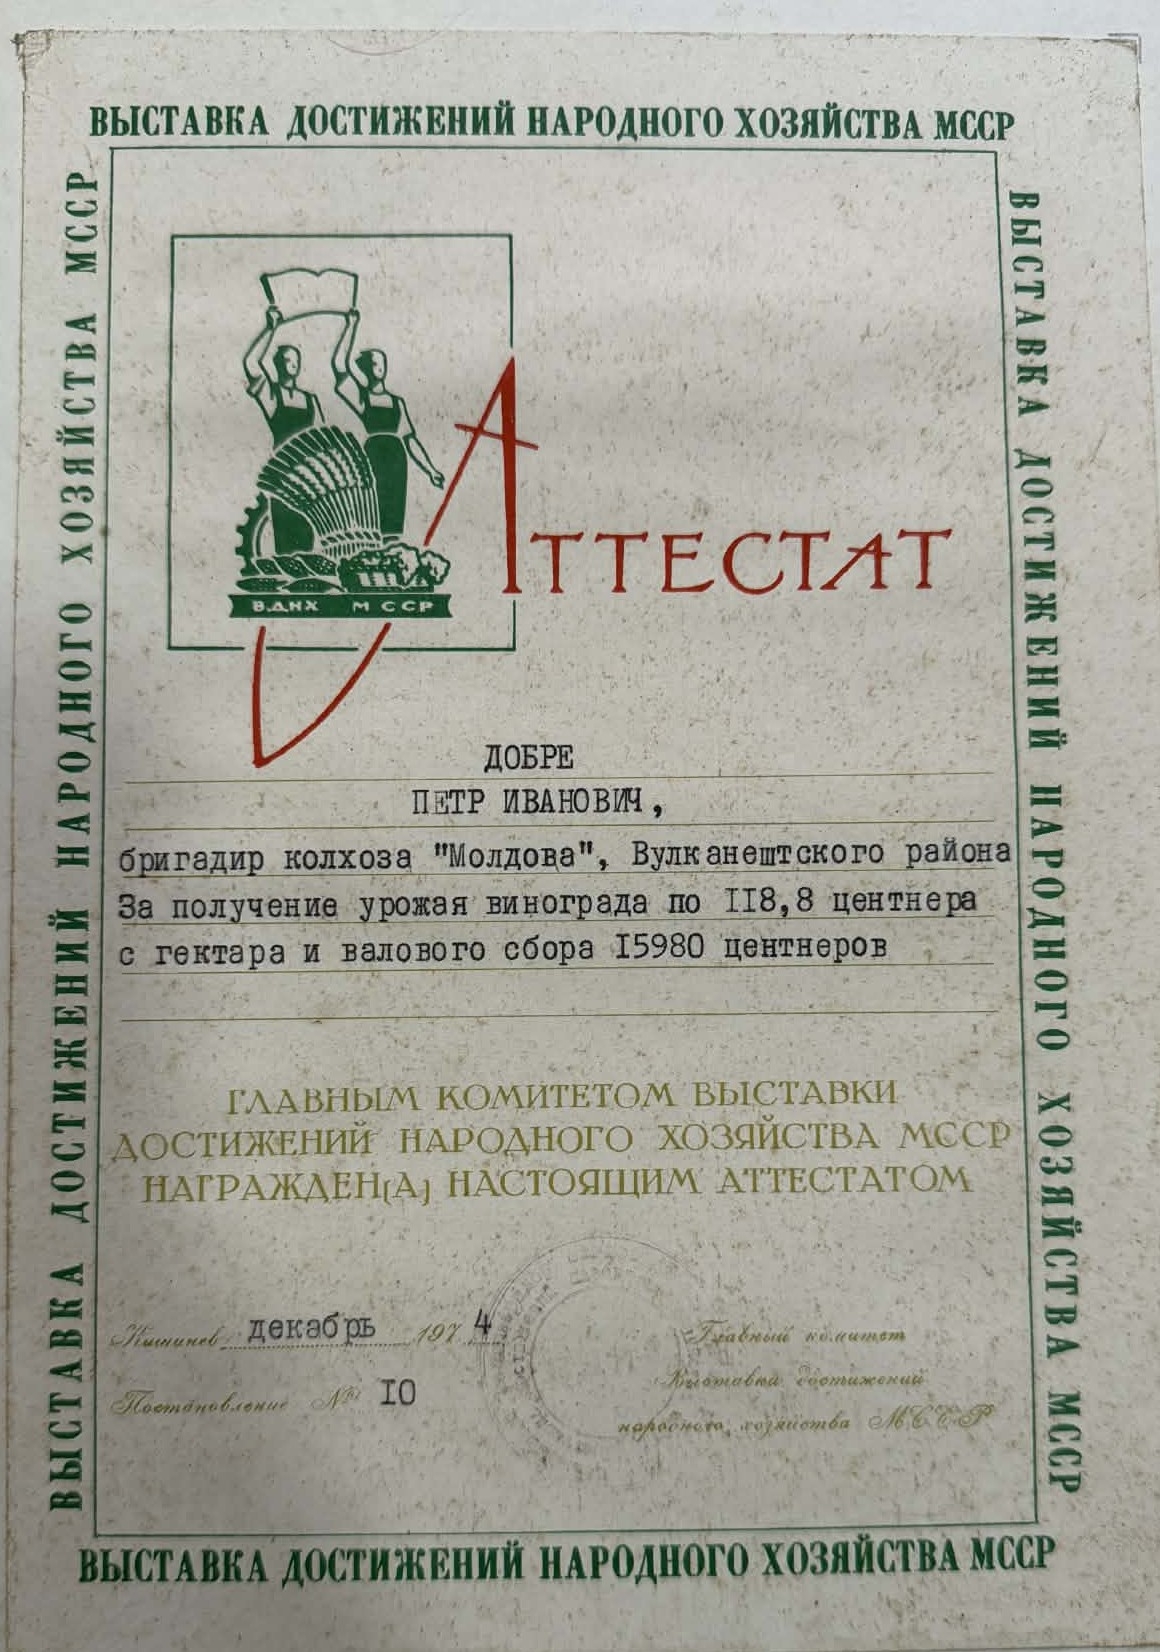 ВЫСТАВКА ДОСТИЖЕНИЙ НАРОДНОГО ХОЗЯЙСТВА МССР
ВЫСТАВКА ДОСТИЖЕНИЙ НАРОДНОГО ХОЗЯЙСТВА МССР
ВЫСТАВКА ДОСТИЖЕНИЙ НАРОДНОГО ХОЗЯЙСТВА МССР
ВДНХ МССР
АТТЕСТАТ
ДОБРЕ
ПЕТР ИВАНОВИЧ,
бригадир колхоза "Молдова", Вулканештского района
За получение урожая винограда по II8,8 центнера
с гектара и валового сбора I5980 центнеров
ГЛАВНЫМ КОМИТЕТОМ ВЫСТАВКИ
ДОСТИЖЕНИЙ НАРОДНОГО ХОЗЯЙСТВА МССР
НАГРАЖДЕН(А) НАСТОЯЩИМ АТТЕСТАТОМ
Кишинев декабрь 1974
Главный комитет
Выставки достижений
Постановление № IO
народного хозяйства МССР
ВЫСТАВКА ДОСТИЖЕНИЙ НАРОДНОГО ХОЗЯЙСТВА МССР